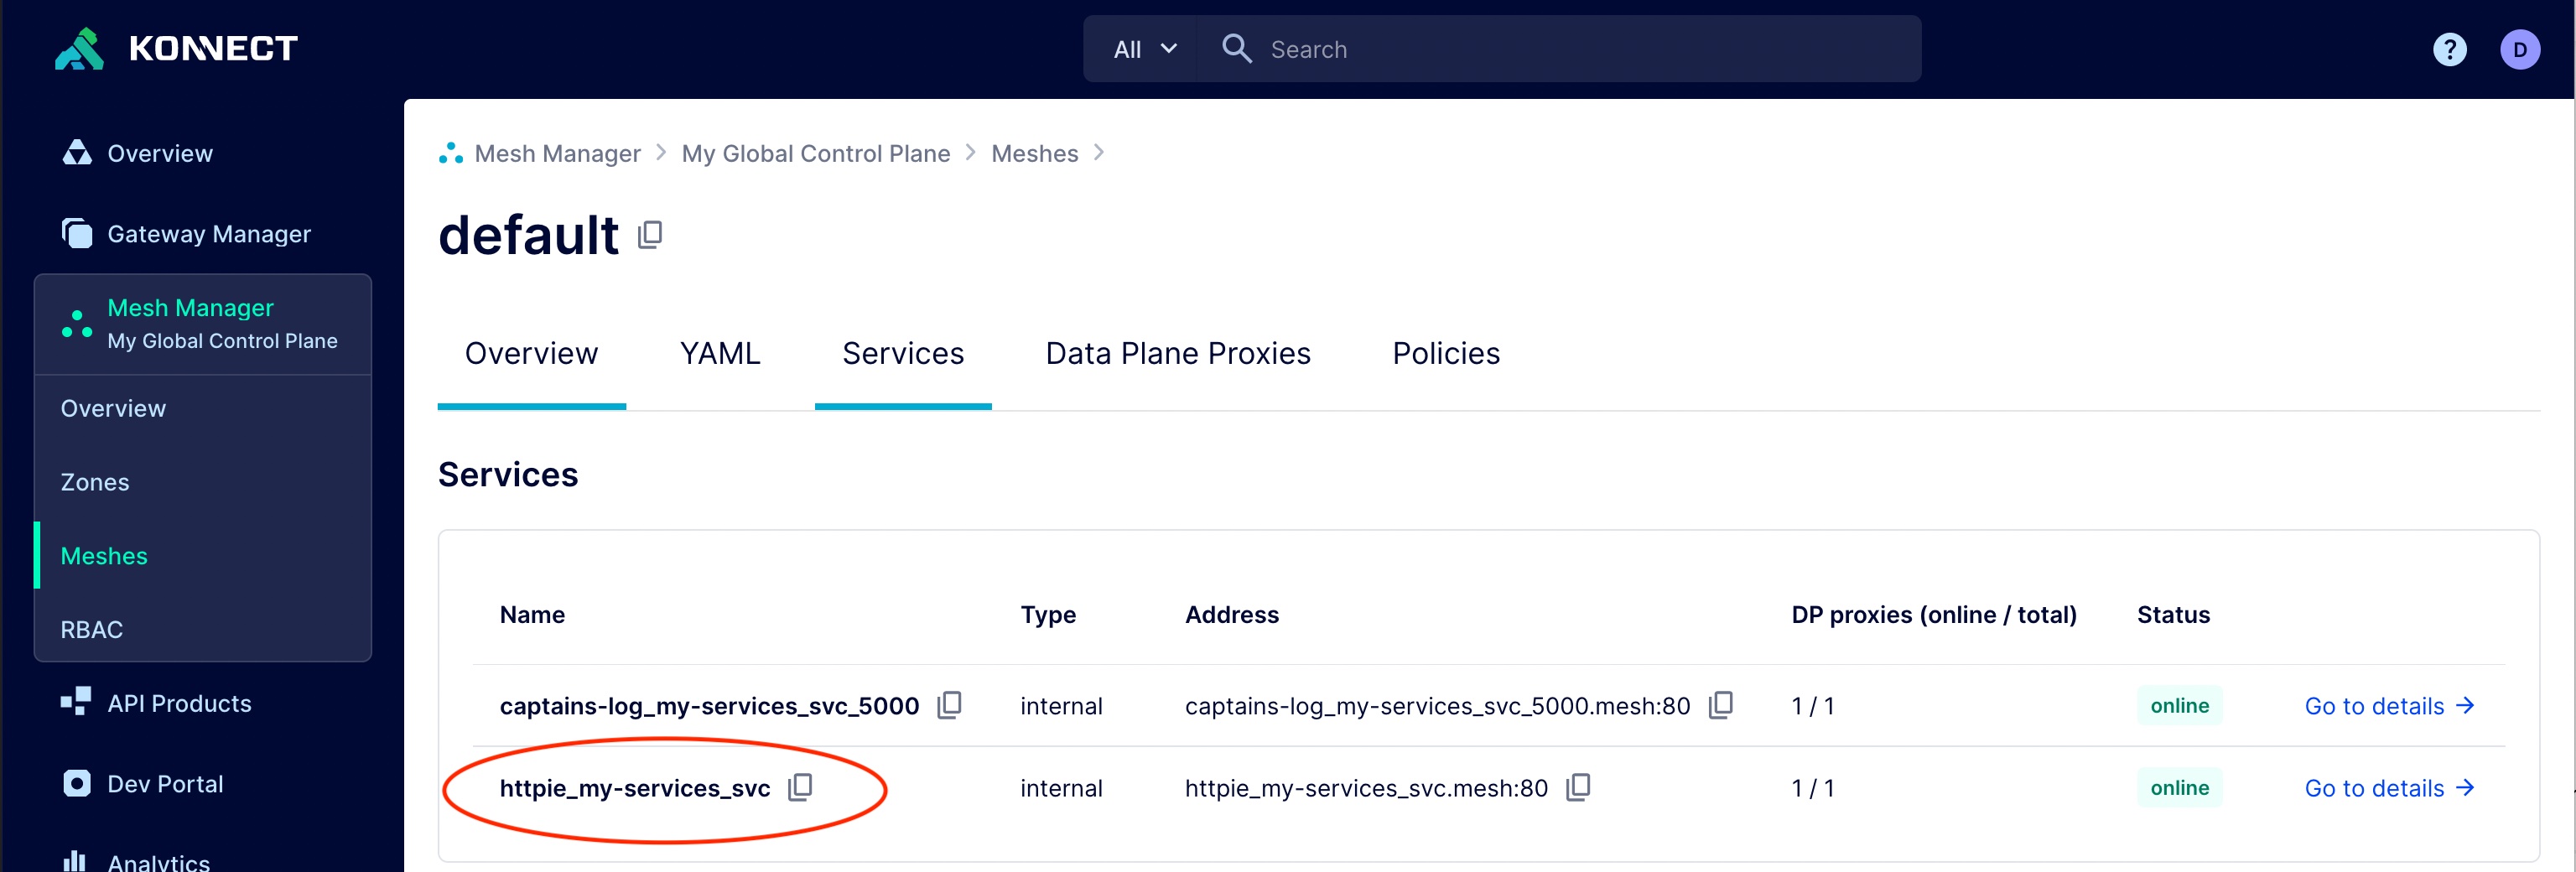 KONNECT
All
Search
?
D
Overview
Gateway Manager
Mesh Manager
My Global Control Plane
Overview
Zones
Meshes
RBAC
API Products
Dev Portal
Analytics
Mesh Manager > My Global Control Plane > Meshes >
default
Overview YAML Services Data Plane Proxies Policies
Services
Name Type Address DP proxies (online / total) Status
captains-log_my-services_svc_5000 internal captains-log_my-services_svc_5000.mesh:80 1 / 1 online Go to details →
httpie_my-services_svc internal httpie_my-services_svc.mesh:80 1 / 1 online Go to details →